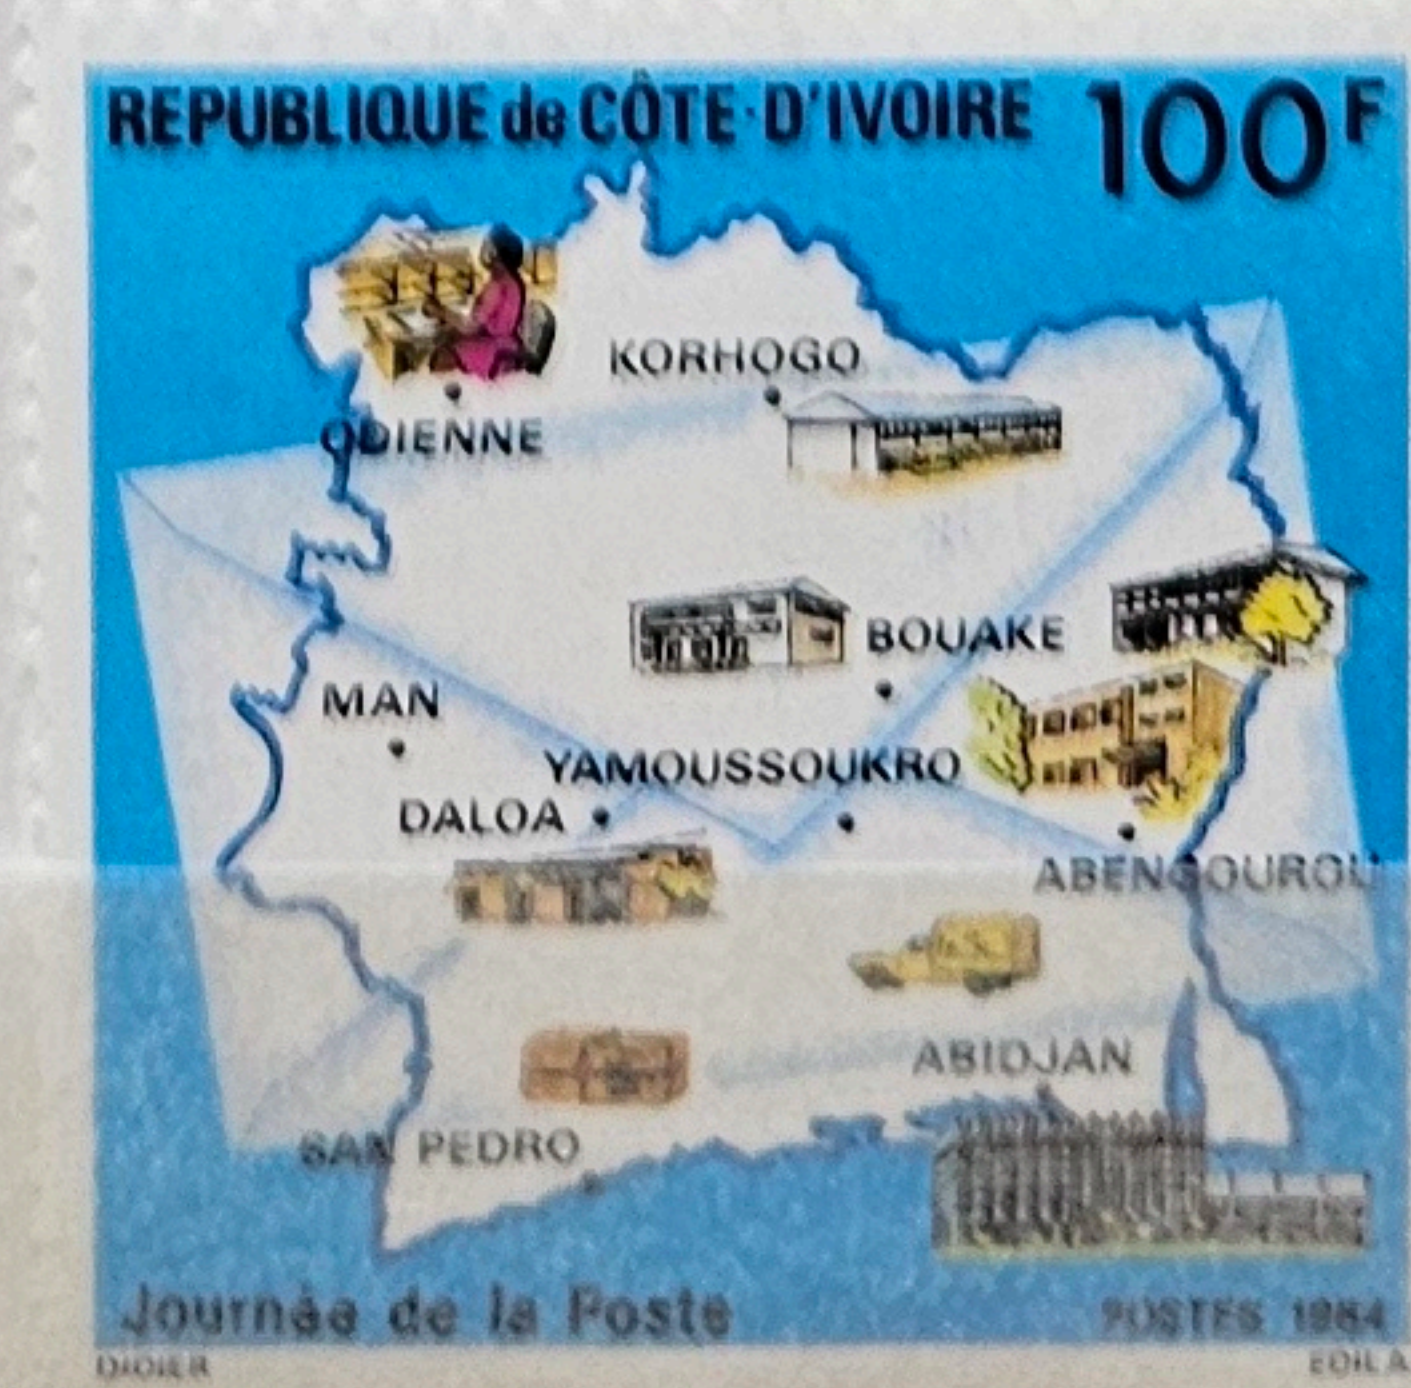 REPUBLIQUE de CÔTE-D'IVOIRE 100F
KORHOGO
ODIENNE
BOUAKE
MAN
YAMOUSSOUKRO
DALOA
ABENGOUROU
ABIDJAN
SAN PEDRO
Journée de la Poste POSTES 1984
DIDIER EDILA